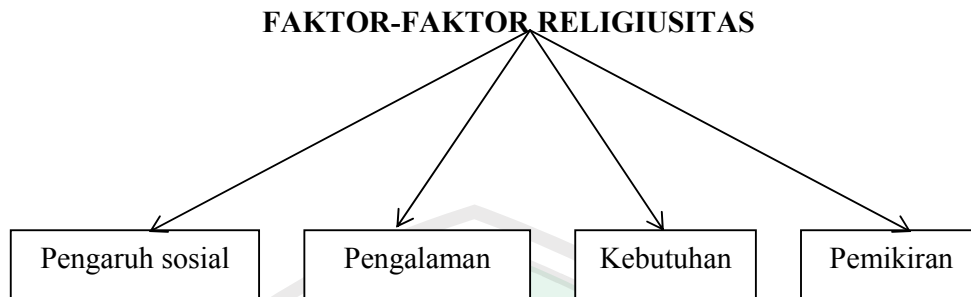 FAKTOR-FAKTOR RELIGIUSITAS
Pengaruh sosial
Pengalaman
Kebutuhan
Pemikiran